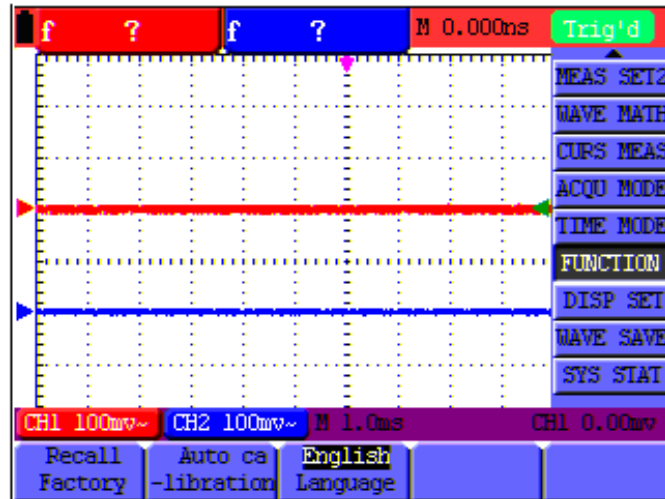 f ? f ? M 0.000ns Trig'd
MEAS SET2
WAVE MATH
CURS MEAS
ACQU MODE
TIME MODE
FUNCTION
DISP SET
WAVE SAVE
SYS STAT
CH1 100mv~ CH2 100mv~ M 1.0ms CH1 0.00mv
Recall Factory
Auto ca -libration
English Language